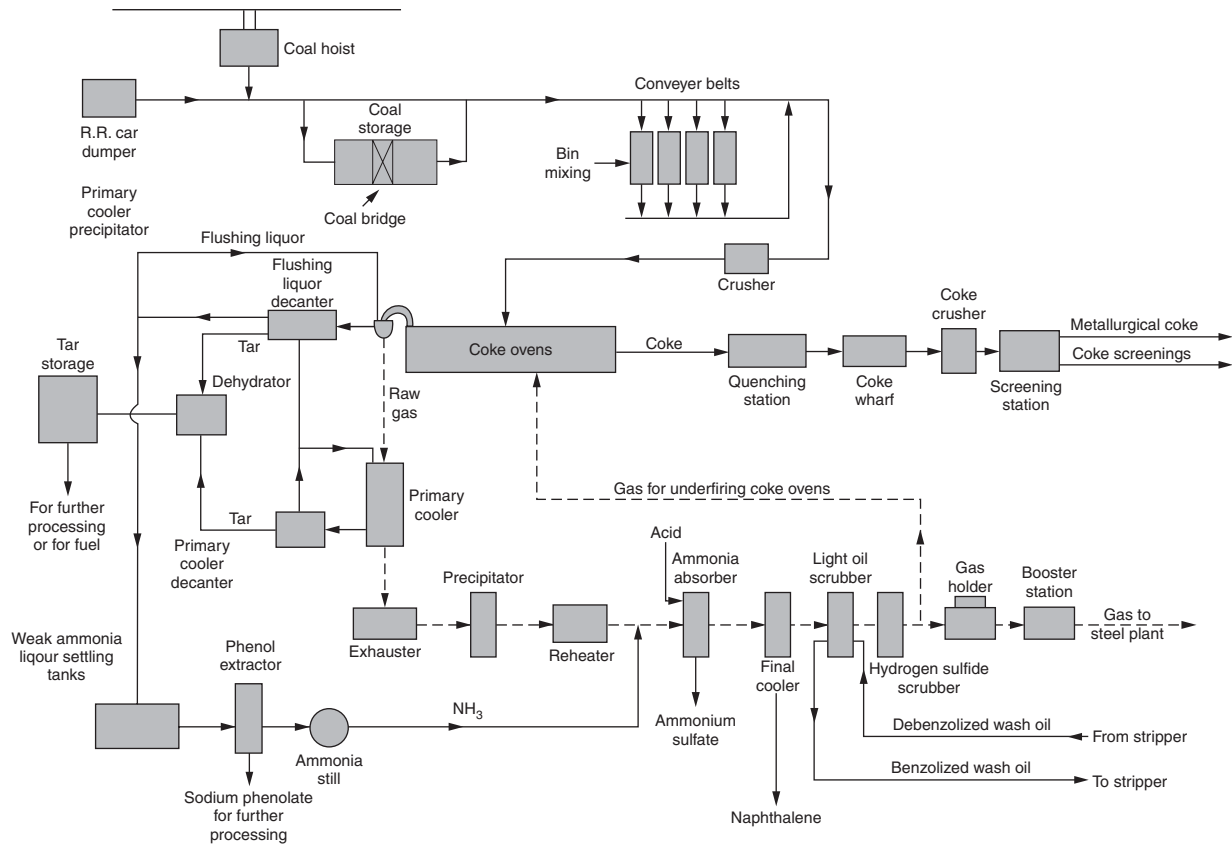 Coal hoist
Conveyer belts
Coal
storage
R.R. car
dumper
Bin
mixing
Primary
cooler
precipitator
Coal bridge
Flushing liquor
Flushing
liquor
decanter
Crusher
Coke
crusher
Metallurgical coke
Tar
storage
Tar
Coke ovens
Coke
Coke screenings
Dehydrator
Quenching
station
Coke
wharf
Screening
station
Raw
gas
Gas for underfiring coke ovens
Primary
cooler
For further
processing
or for fuel
Tar
Primary
cooler
decanter
Acid
Ammonia
absorber
Light oil
scrubber
Gas
holder
Booster
station
Precipitator
Gas to
steel plant
Weak ammonia
liqour settling
tanks
Phenol
extractor
Exhauster
Reheater
Final
cooler
Hydrogen sulfide
scrubber
NH3
Ammonium
sulfate
Debenzolized wash oil
From stripper
Ammonia
still
Benzolized wash oil
To stripper
Sodium phenolate
for further
processing
Naphthalene